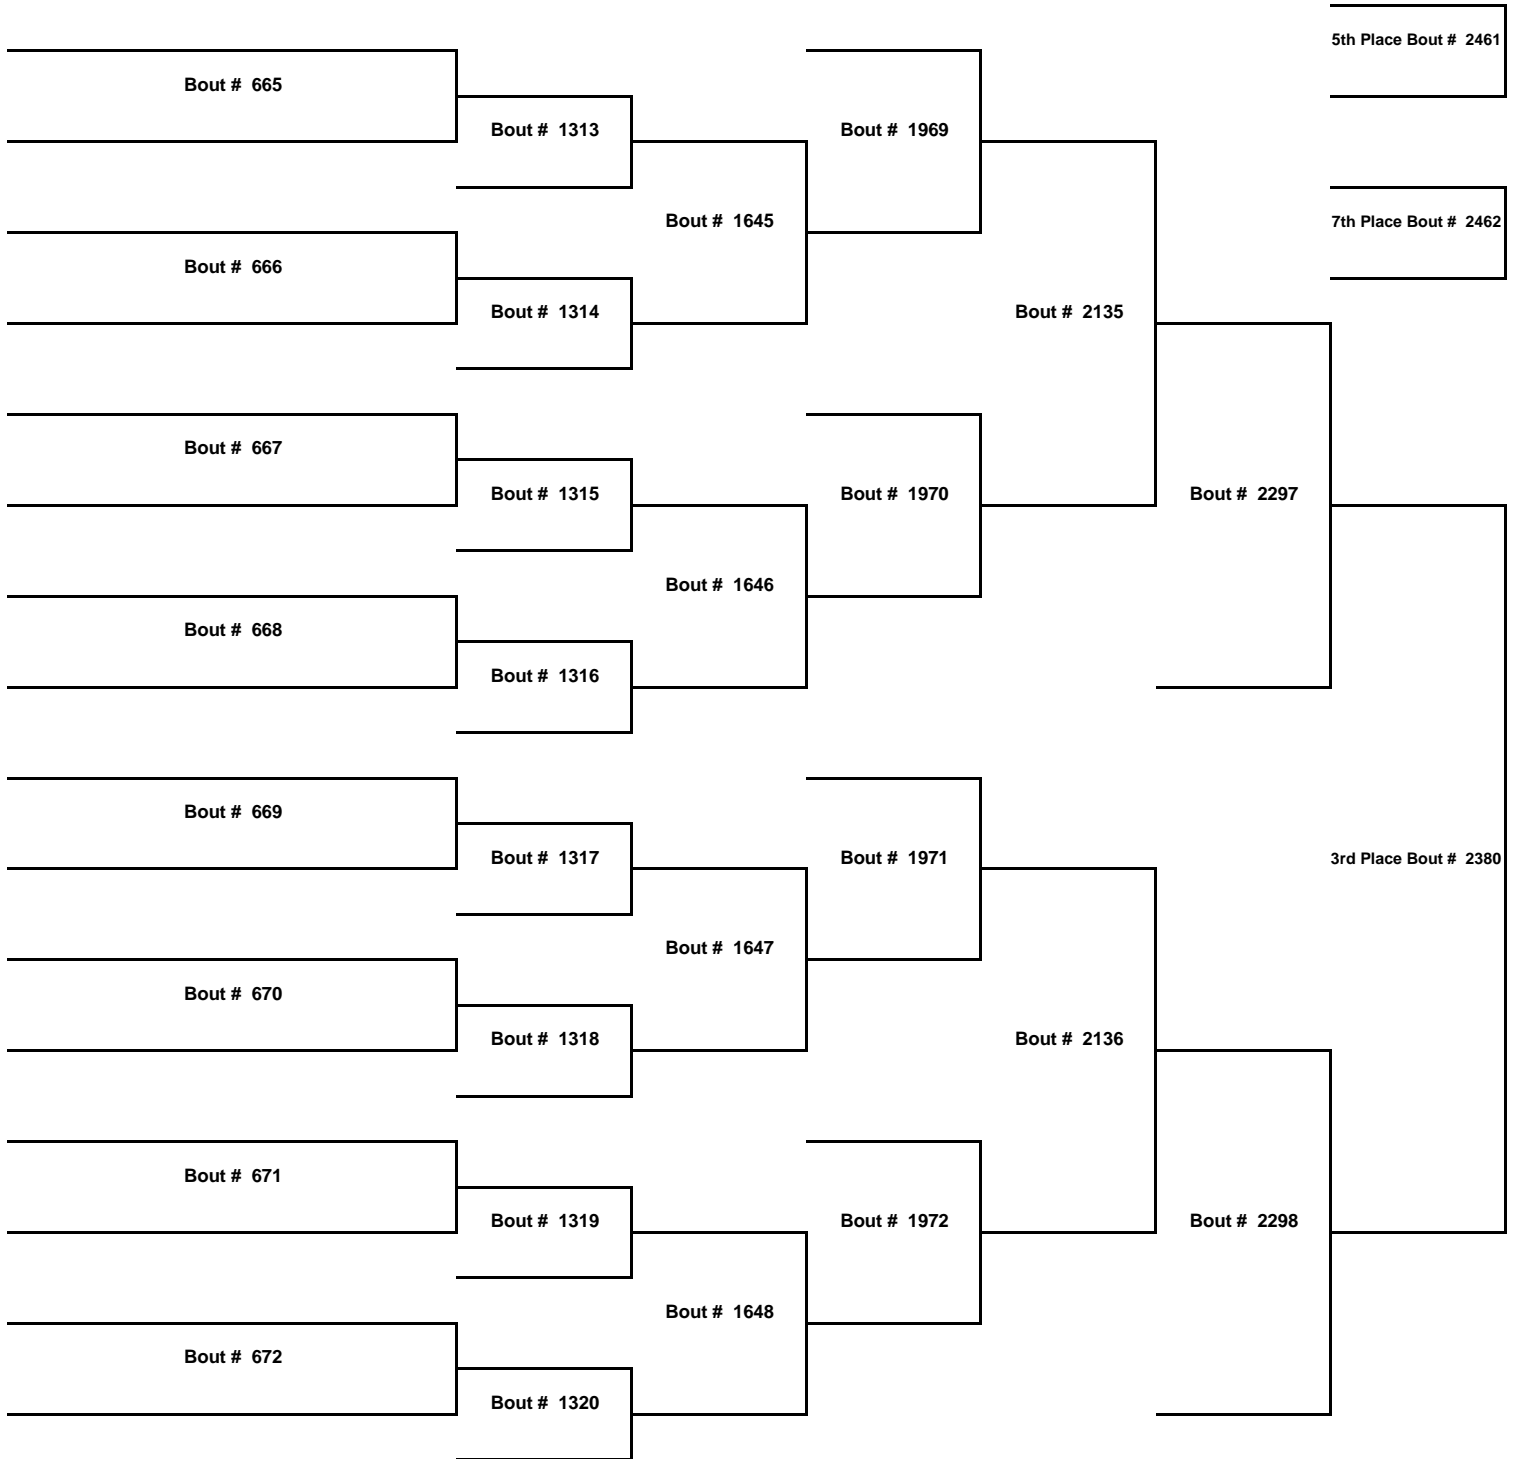 5th Place Bout # 2461
Bout # 665
Bout # 1313
Bout # 1969
Bout # 1645
7th Place Bout # 2462
Bout # 666
Bout # 1314
Bout # 2135
Bout # 667
Bout # 1315
Bout # 1970
Bout # 2297
Bout # 1646
Bout # 668
Bout # 1316
Bout # 669
Bout # 1317
Bout # 1971
3rd Place Bout # 2380
Bout # 1647
Bout # 670
Bout # 1318
Bout # 2136
Bout # 671
Bout # 1319
Bout # 1972
Bout # 2298
Bout # 1648
Bout # 672
Bout # 1320